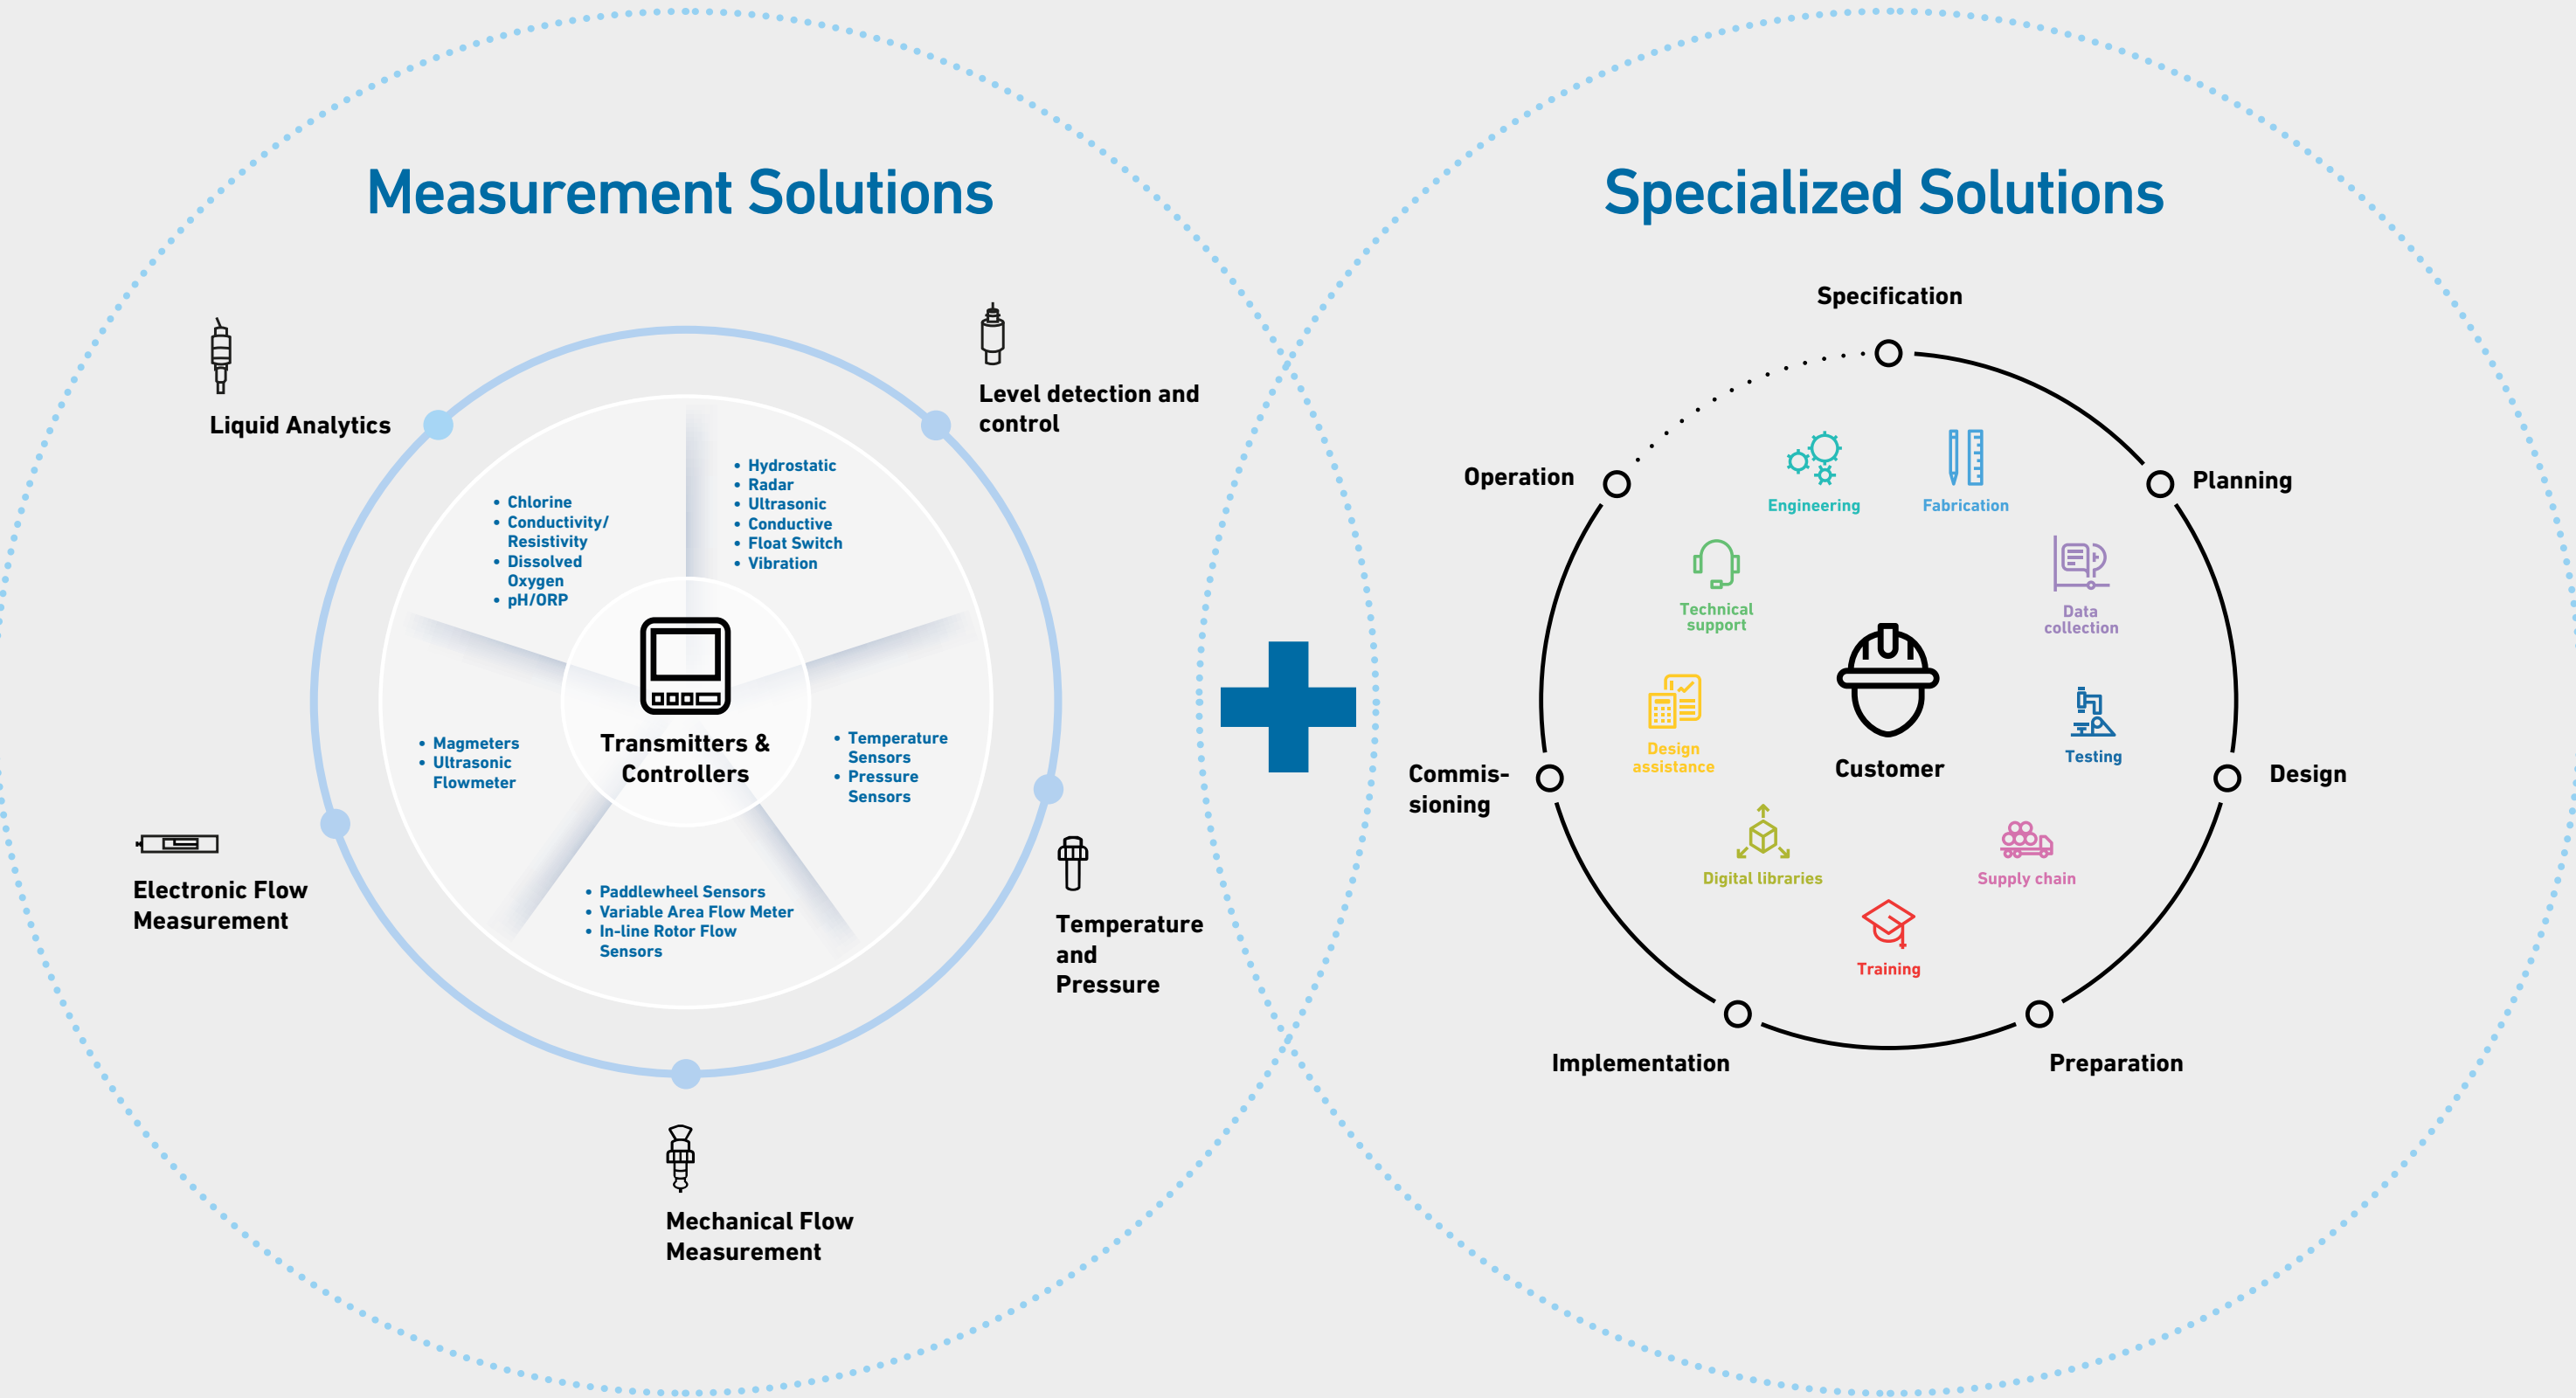 Measurement Solutions
Liquid Analytics
Level detection and
control
• Chlorine
• Conductivity/
Resistivity
• Dissolved
Oxygen
• pH/ORP
• Hydrostatic
• Radar
• Ultrasonic
• Conductive
• Float Switch
• Vibration
• Magmeters
• Ultrasonic
Flowmeter
Transmitters &
Controllers
• Temperature
Sensors
• Pressure
Sensors
• Paddlewheel Sensors
• Variable Area Flow Meter
• In-line Rotor Flow
Sensors
Electronic Flow
Measurement
Temperature
and
Pressure
Mechanical Flow
Measurement
Specialized Solutions
Specification
Operation
Planning
Engineering
Fabrication
Technical
support
Data
collection
Design
assistance
Customer
Testing
Commis-
sioning
Design
Digital libraries
Supply chain
Training
Implementation
Preparation